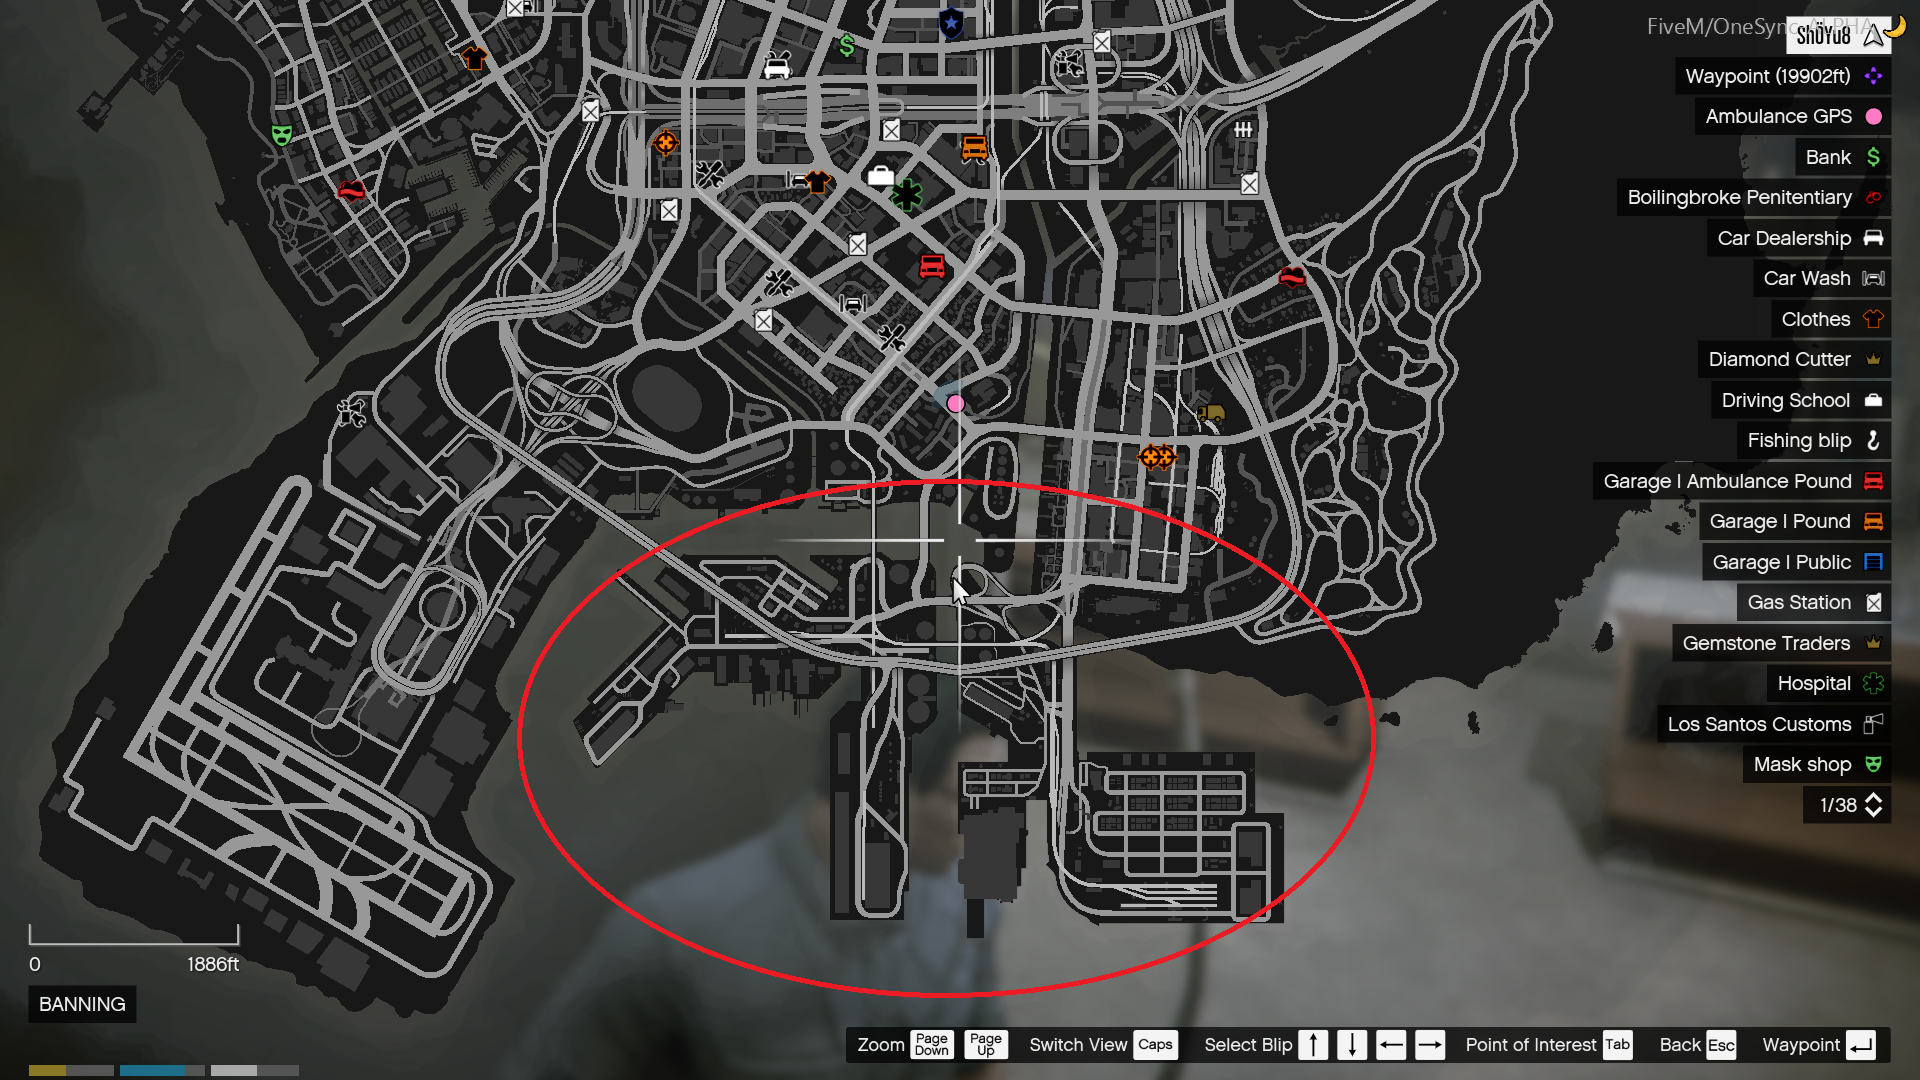 FiveM/OneSync ALPHA
ShöYu8
Waypoint (19902ft)
Ambulance GPS
Bank
Boilingbroke Penitentiary
Car Dealership
Car Wash
Clothes
Diamond Cutter
Driving School
Fishing blip
Garage | Ambulance Pound
Garage | Pound
Garage | Public
Gas Station
Gemstone Traders
Hospital
Los Santos Customs
Mask shop
1/38
0 1886ft
BANNING
Zoom Page Down Page Up Switch View Caps Select Blip ↑ ↓ ← → Point of Interest Tab Back Esc Waypoint ↵